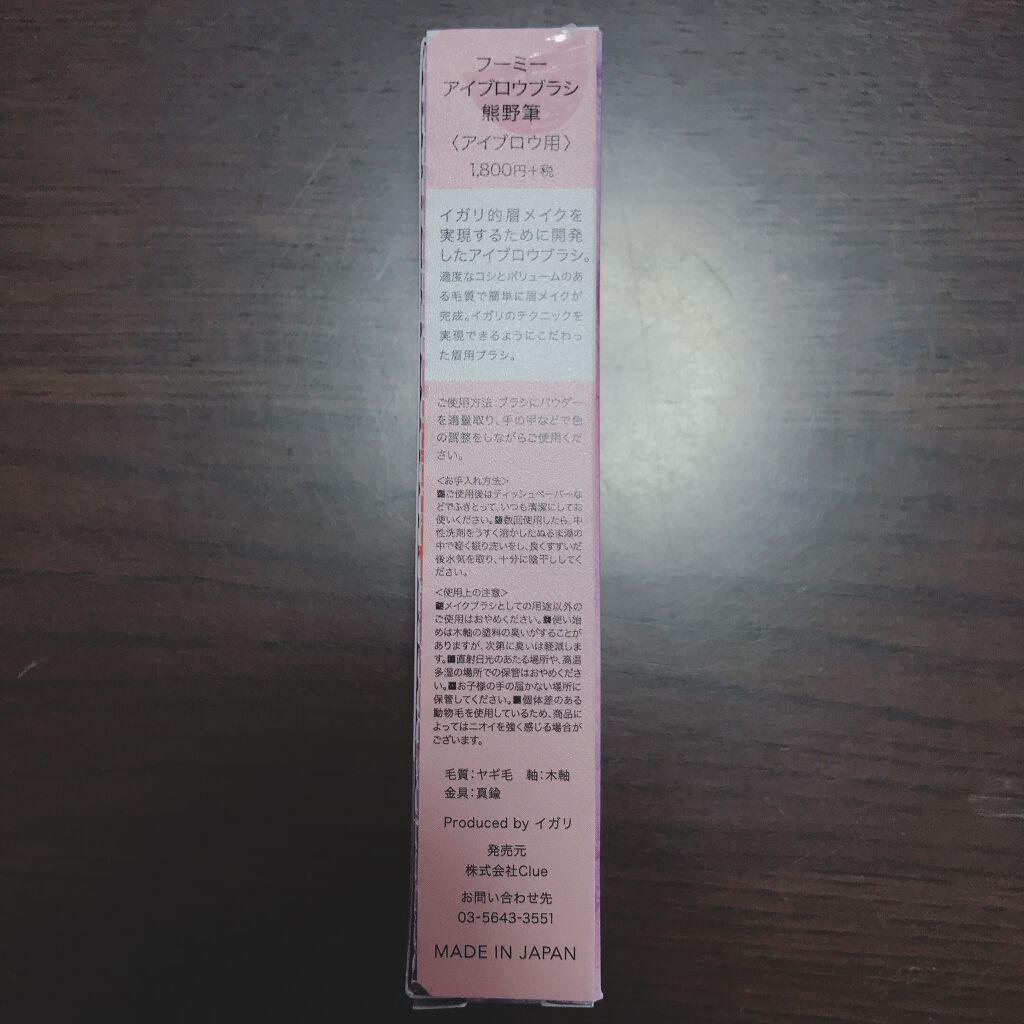 フーミー
アイブロウブラシ
熊野筆
〈アイブロウ用〉
1,800円+税
イガリ的眉メイクを
実現するために開発
したアイブロウブラシ。
適度なコシとボリュームのあ
る毛質で簡単に眉メイクが
完成。イガリのテクニックを
実現できるようにこだわっ
た眉用ブラシ。
ご使用方法:ブラシにパウダー
を適量取り、手の甲などで色
の調整をしながらご使用くだ
さい。
<お手入れ方法>
■ご使用後はティッシュペーパーな
どでふきとって、いつも清潔にしてお
使いください。■数回使用したら、中
性洗剤をうすく溶かしたぬるま湯の
中で軽く振り洗いをし、良くすすいだ
後水気を取り、十分に陰干ししてく
ださい。
<使用上の注意>
■メイクブラシとしての用途以外の
ご使用はおやめください。■使い始
めは木軸の塗料の臭いがすることが
ありますが、次第に臭いは軽減しま
す。■直射日光のあたる場所や、高温
多湿の場所での保管はおやめくださ
い。■お子様の手の届かない場所に
保管してください。■個体差のある
動物毛を使用しているため、商品に
よってはニオイを強く感じる場合が
ございます。
毛質:ヤギ毛 軸:木軸
金具:真鍮
Produced by イガリ
発売元
株式会社Clue
お問い合わせ先
03-5643-3551
MADE IN JAPAN